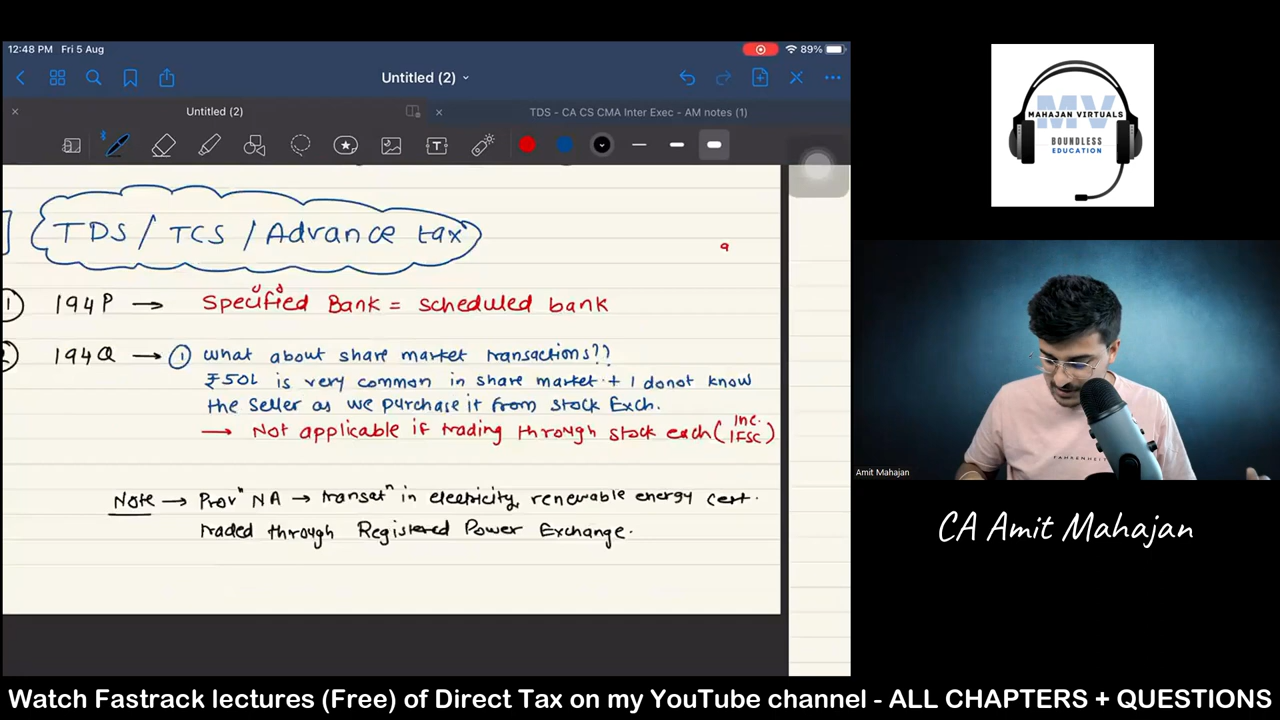 12:48 PM Fri 5 Aug
89%
Untitled (2)
Untitled (2)
TDS - CA CS CMA Inter Exec - AM notes (1)
TDS / TCS / Advance tax
9
① 194P → Specified Bank = scheduled bank
② 194Q → ① What about share market transactions??
₹50L is very common in share market + I donot know
the Seller as we purchase it from stock Exch.
→ Not applicable if trading through stock exch (Inc. IFSC)
Note → Provⁿ NA → transatⁿ in electricity, renewable energy cert.
traded through Registered Power Exchange.
MAHAJAN VIRTUALS
BOUNDLESS
EDUCATION
FAHRENHEIT
Amit Mahajan
CA Amit Mahajan
Watch Fastrack lectures (Free) of Direct Tax on my YouTube channel - ALL CHAPTERS + QUESTIONS